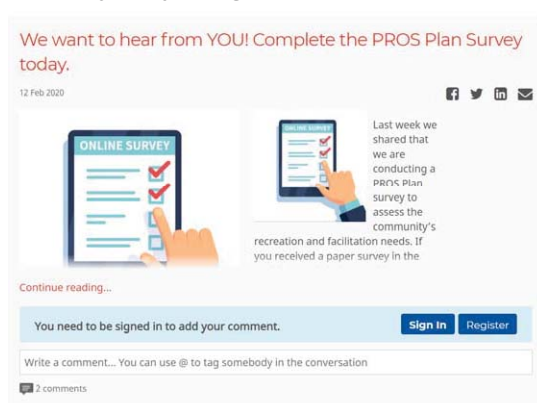 We want to hear from YOU! Complete the PROS Plan Survey
today.
12 Feb 2020
ONLINE SURVEY
ONLINE SURVEY
Last week we
shared that
we are
conducting a
PROS Plan
survey to
assess the
community's
recreation and facilitation needs. If
you received a paper survey in the
Continue reading...
You need to be signed in to add your comment.
Sign In
Register
Write a comment... You can use @ to tag somebody in the conversation
2 comments